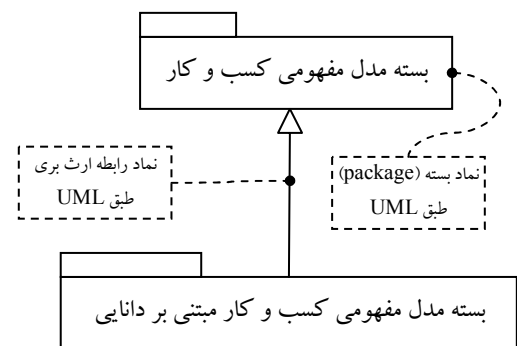 بسته مدل مفهومی کسب و کار
نماد رابطه ارث بری
طبق UML
نماد بسته (package)
طبق UML
بسته مدل مفهومی کسب و کار مبتنی بر دانایی